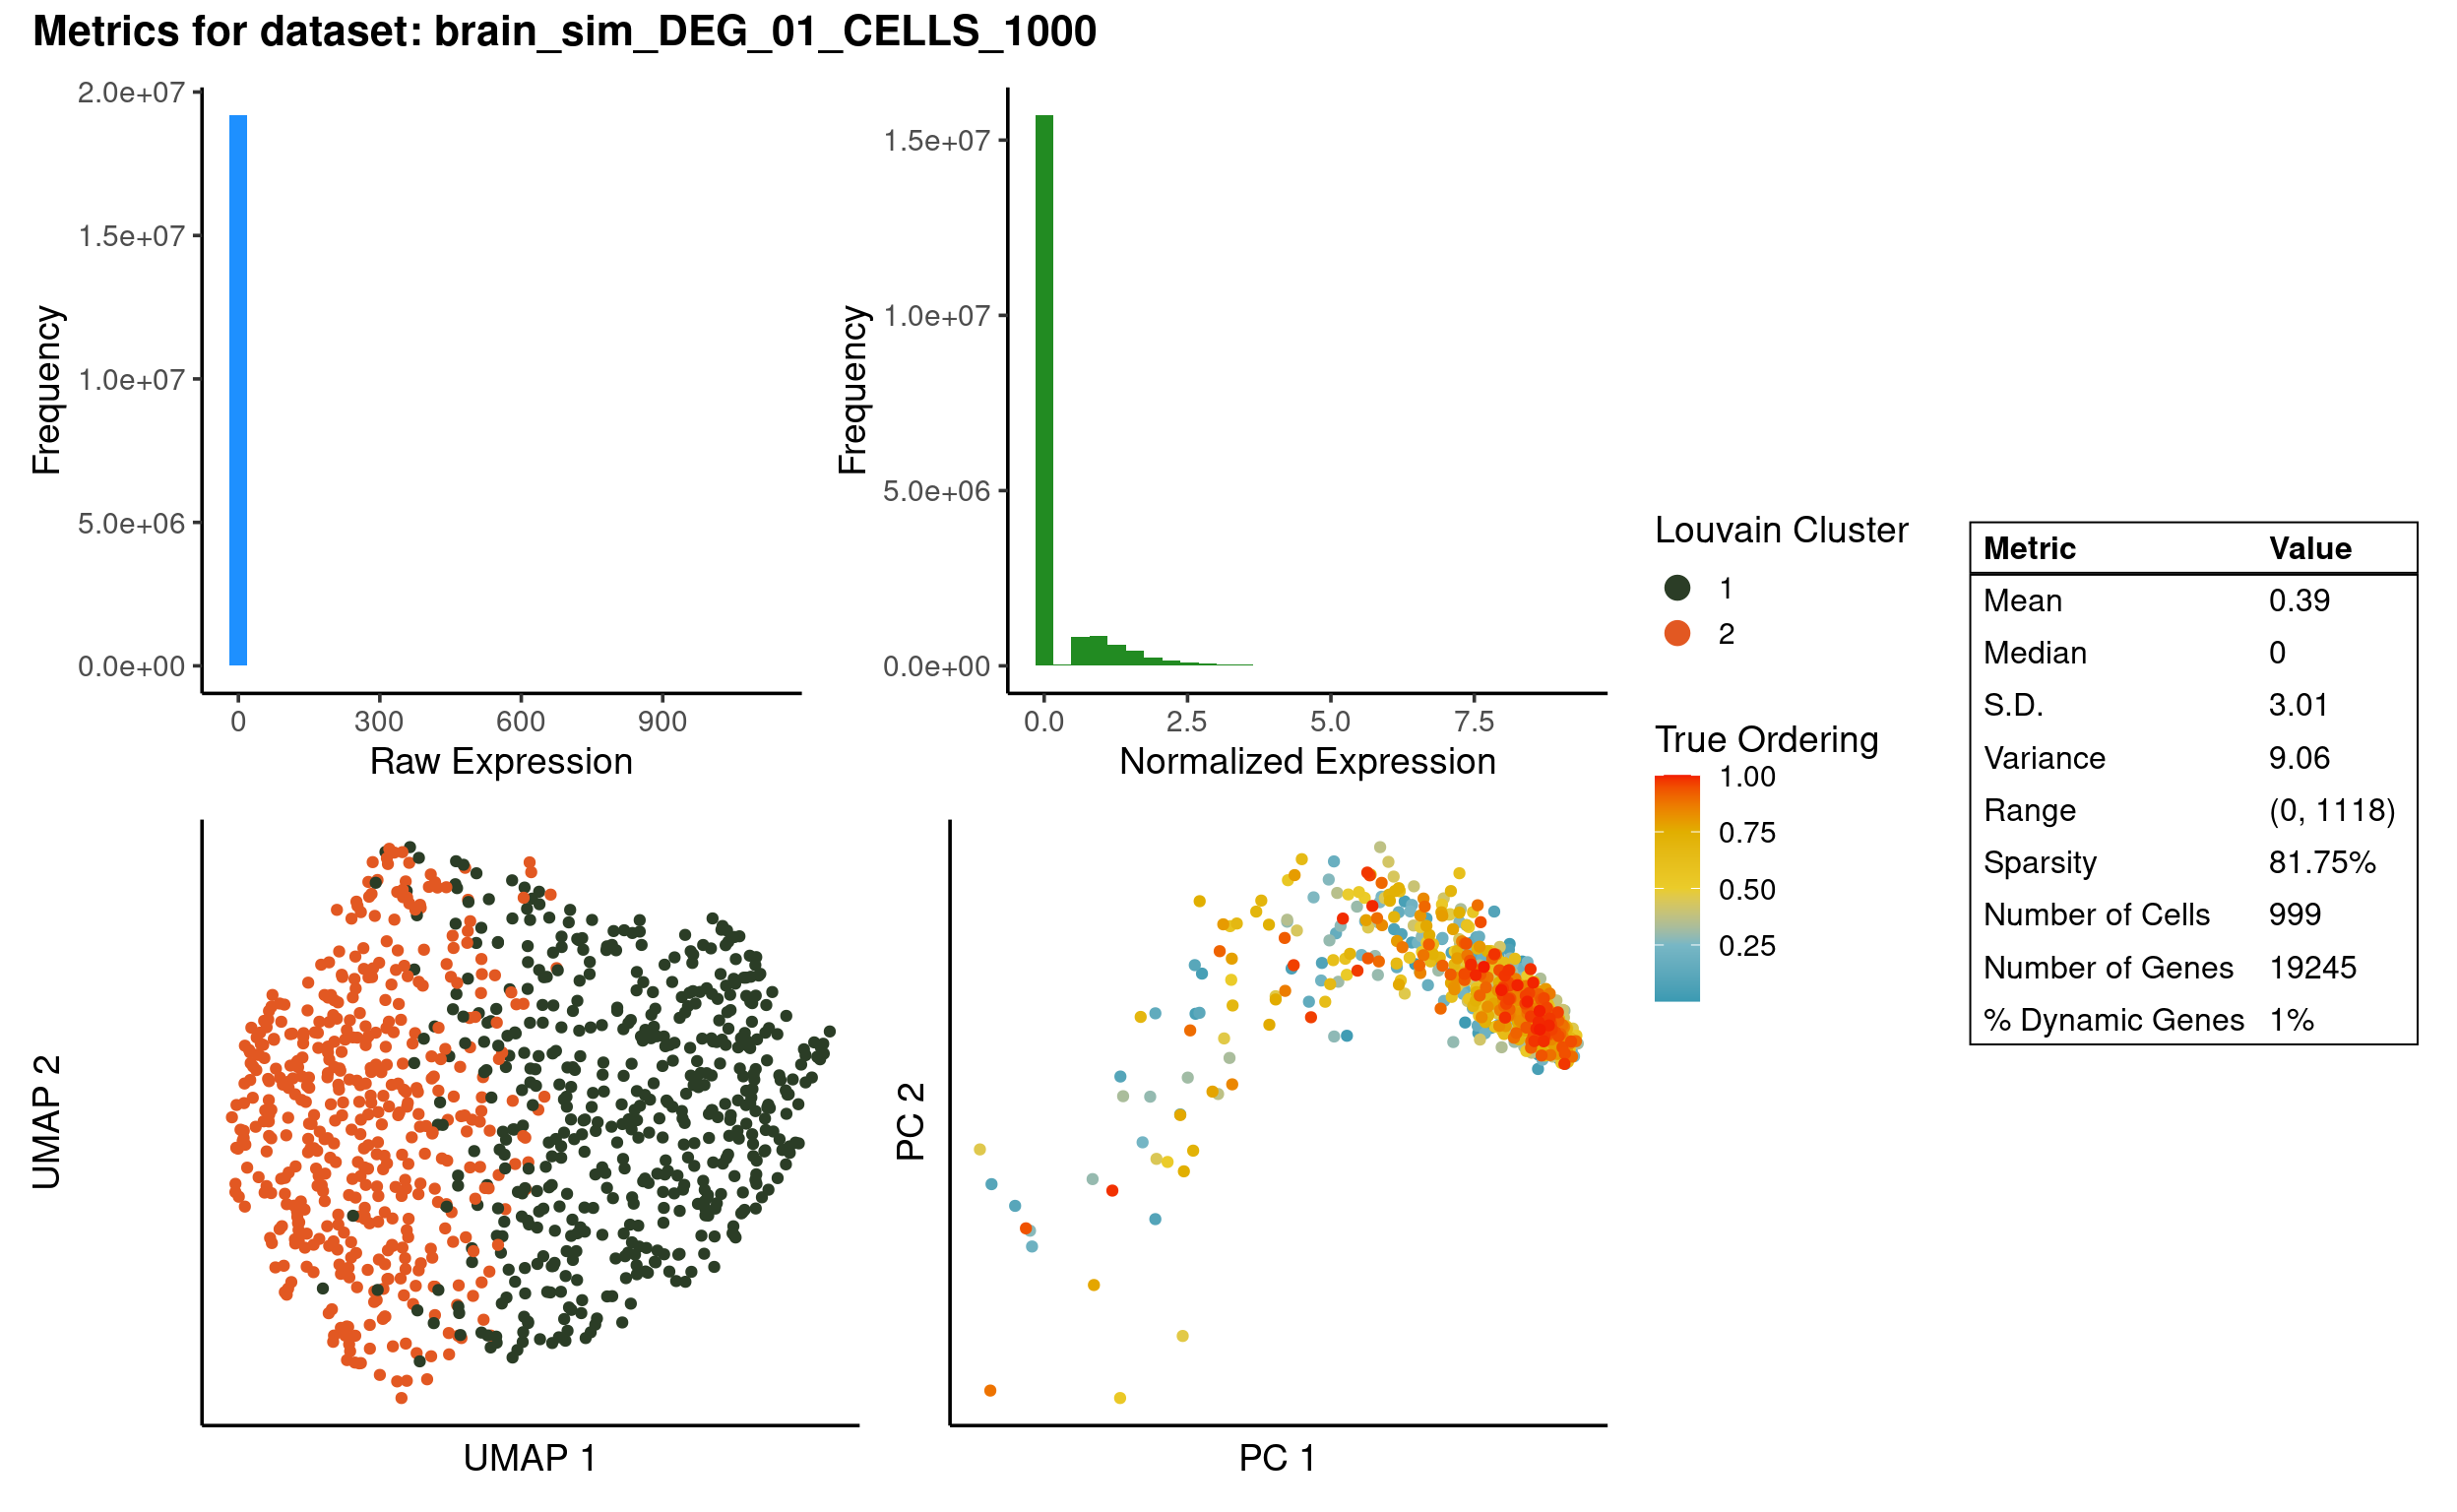 Metrics for dataset: brain_sim_DEG_01_CELLS_1000
2.0e+07
1.5e+07
1.0e+07
5.0e+06
0.0e+00
Frequency
0 300 600 900
Raw Expression
1.5e+07
1.0e+07
5.0e+06
0.0e+00
Frequency
0.0 2.5 5.0 7.5
Normalized Expression
UMAP 2
UMAP 1
PC 2
PC 1
Louvain Cluster
1
2
True Ordering
1.00
0.75
0.50
0.25
Metric Value
Mean 0.39
Median 0
S.D. 3.01
Variance 9.06
Range (0, 1118)
Sparsity 81.75%
Number of Cells 999
Number of Genes 19245
% Dynamic Genes 1%